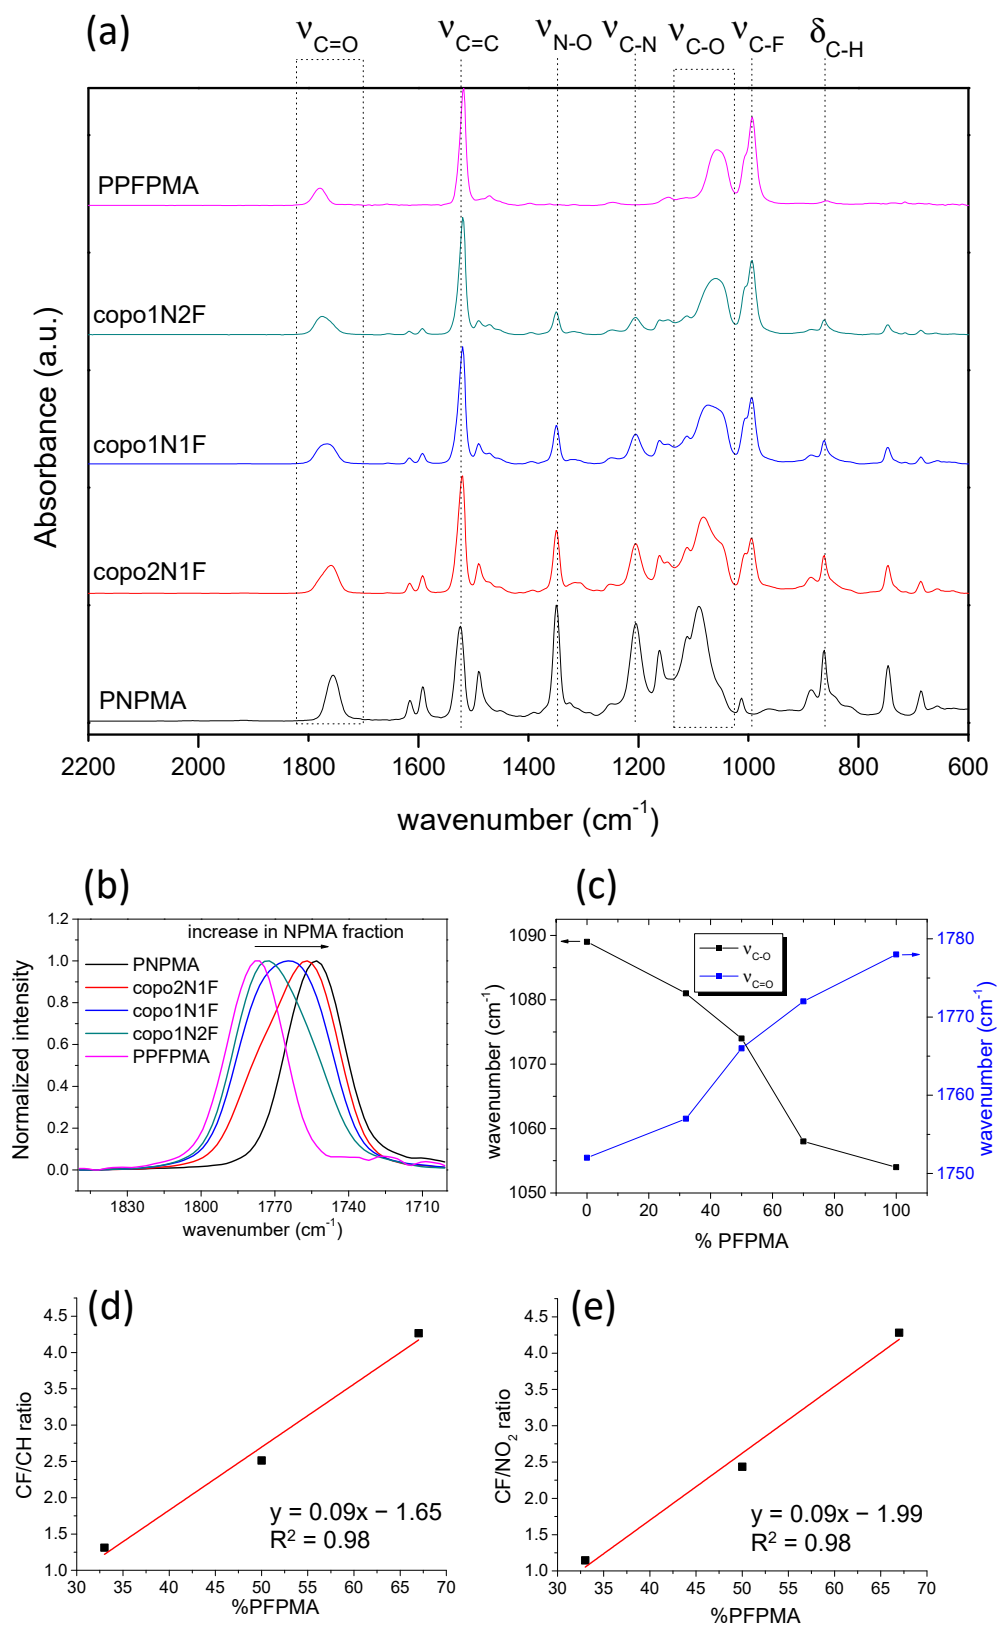 (a)
νC=O νC=C νN-O νC-N νC-O νC-F δC-H
PPFPMA
copo1N2F
copo1N1F
copo2N1F
PNPMA
Absorbance (a.u.)
2200 2000 1800 1600 1400 1200 1000 800 600
wavenumber (cm-1)
(b)
1.2
1.0
0.8
0.6
0.4
0.2
0.0
Normalized intensity
increase in NPMA fraction
PNPMA
copo2N1F
copo1N1F
copo1N2F
PPFPMA
1830 1800 1770 1740 1710
wavenumber (cm-1)
(c)
1090
1080
1070
1060
1050
wavenumber (cm-1)
νC-O
νC=O
1780
1770
1760
1750
wavenumber (cm-1)
0 20 40 60 80 100
% PFPMA
(d)
4.5
4.0
3.5
3.0
2.5
2.0
1.5
1.0
CF/CH ratio
y = 0.09x − 1.65
R2 = 0.98
30 35 40 45 50 55 60 65 70
%PFPMA
(e)
4.5
4.0
3.5
3.0
2.5
2.0
1.5
1.0
CF/NO2 ratio
y = 0.09x − 1.99
R2 = 0.98
30 35 40 45 50 55 60 65 70
%PFPMA